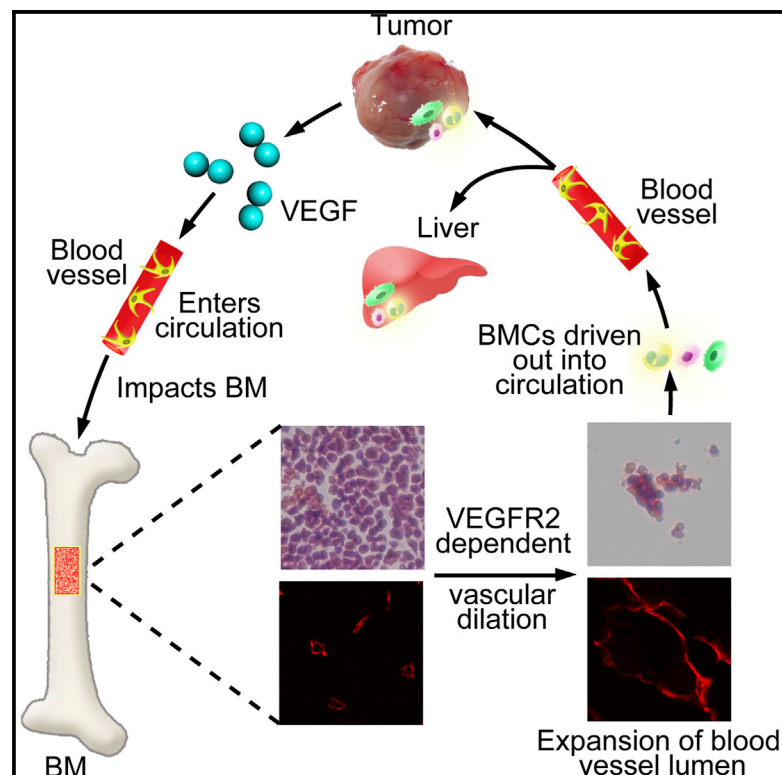 Tumor
VEGF
Blood
vessel
Enters
circulation
Impacts BM
BM
VEGFR2
dependent
vascular
dilation
Expansion of blood
vessel lumen
BMCs driven
out into
circulation
Blood
vessel
Liver